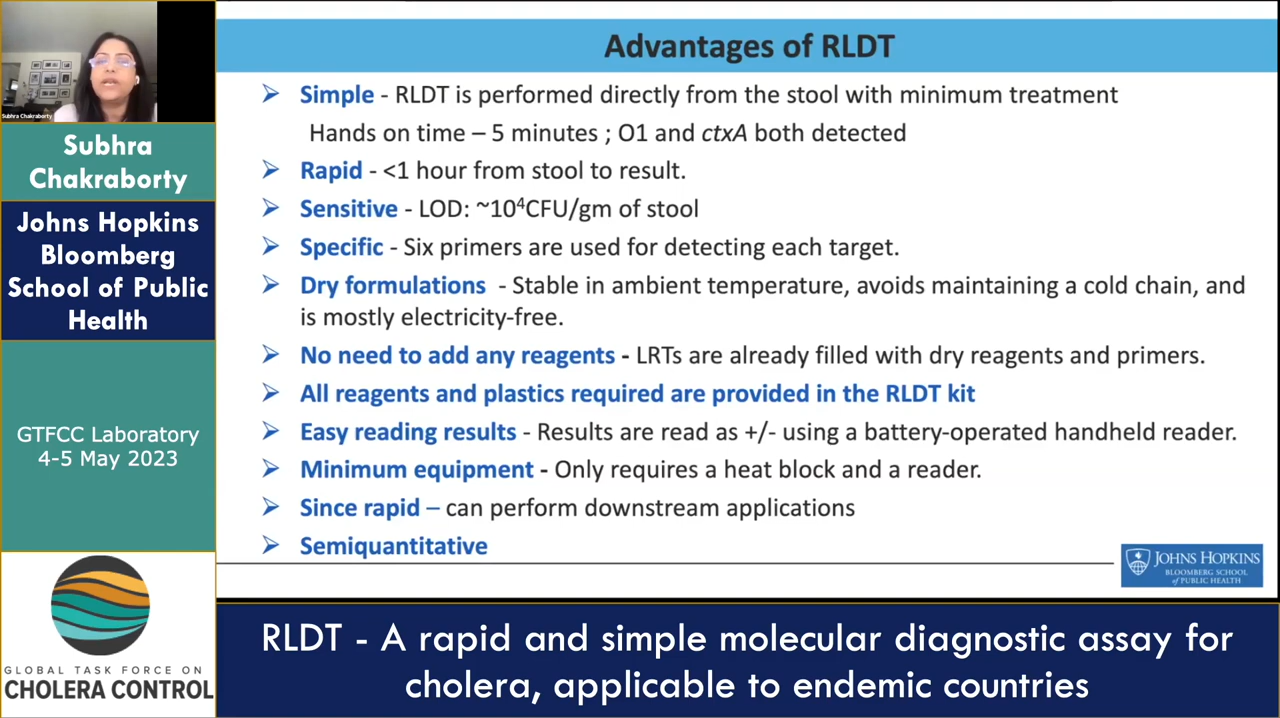 Subhra Chakraborty
Subhra
Chakraborty
Johns Hopkins
Bloomberg
School of Public
Health
GTFCC Laboratory
4-5 May 2023
GLOBAL TASK FORCE ON
CHOLERA CONTROL
Advantages of RLDT
➢ Simple - RLDT is performed directly from the stool with minimum treatment
Hands on time – 5 minutes ; O1 and ctxA both detected
➢ Rapid - <1 hour from stool to result.
➢ Sensitive - LOD: ~10⁴CFU/gm of stool
➢ Specific - Six primers are used for detecting each target.
➢ Dry formulations - Stable in ambient temperature, avoids maintaining a cold chain, and
is mostly electricity-free.
➢ No need to add any reagents - LRTs are already filled with dry reagents and primers.
➢ All reagents and plastics required are provided in the RLDT kit
➢ Easy reading results - Results are read as +/- using a battery-operated handheld reader.
➢ Minimum equipment - Only requires a heat block and a reader.
➢ Since rapid – can perform downstream applications
➢ Semiquantitative
JOHNS HOPKINS
BLOOMBERG SCHOOL
of PUBLIC HEALTH
RLDT - A rapid and simple molecular diagnostic assay for
cholera, applicable to endemic countries